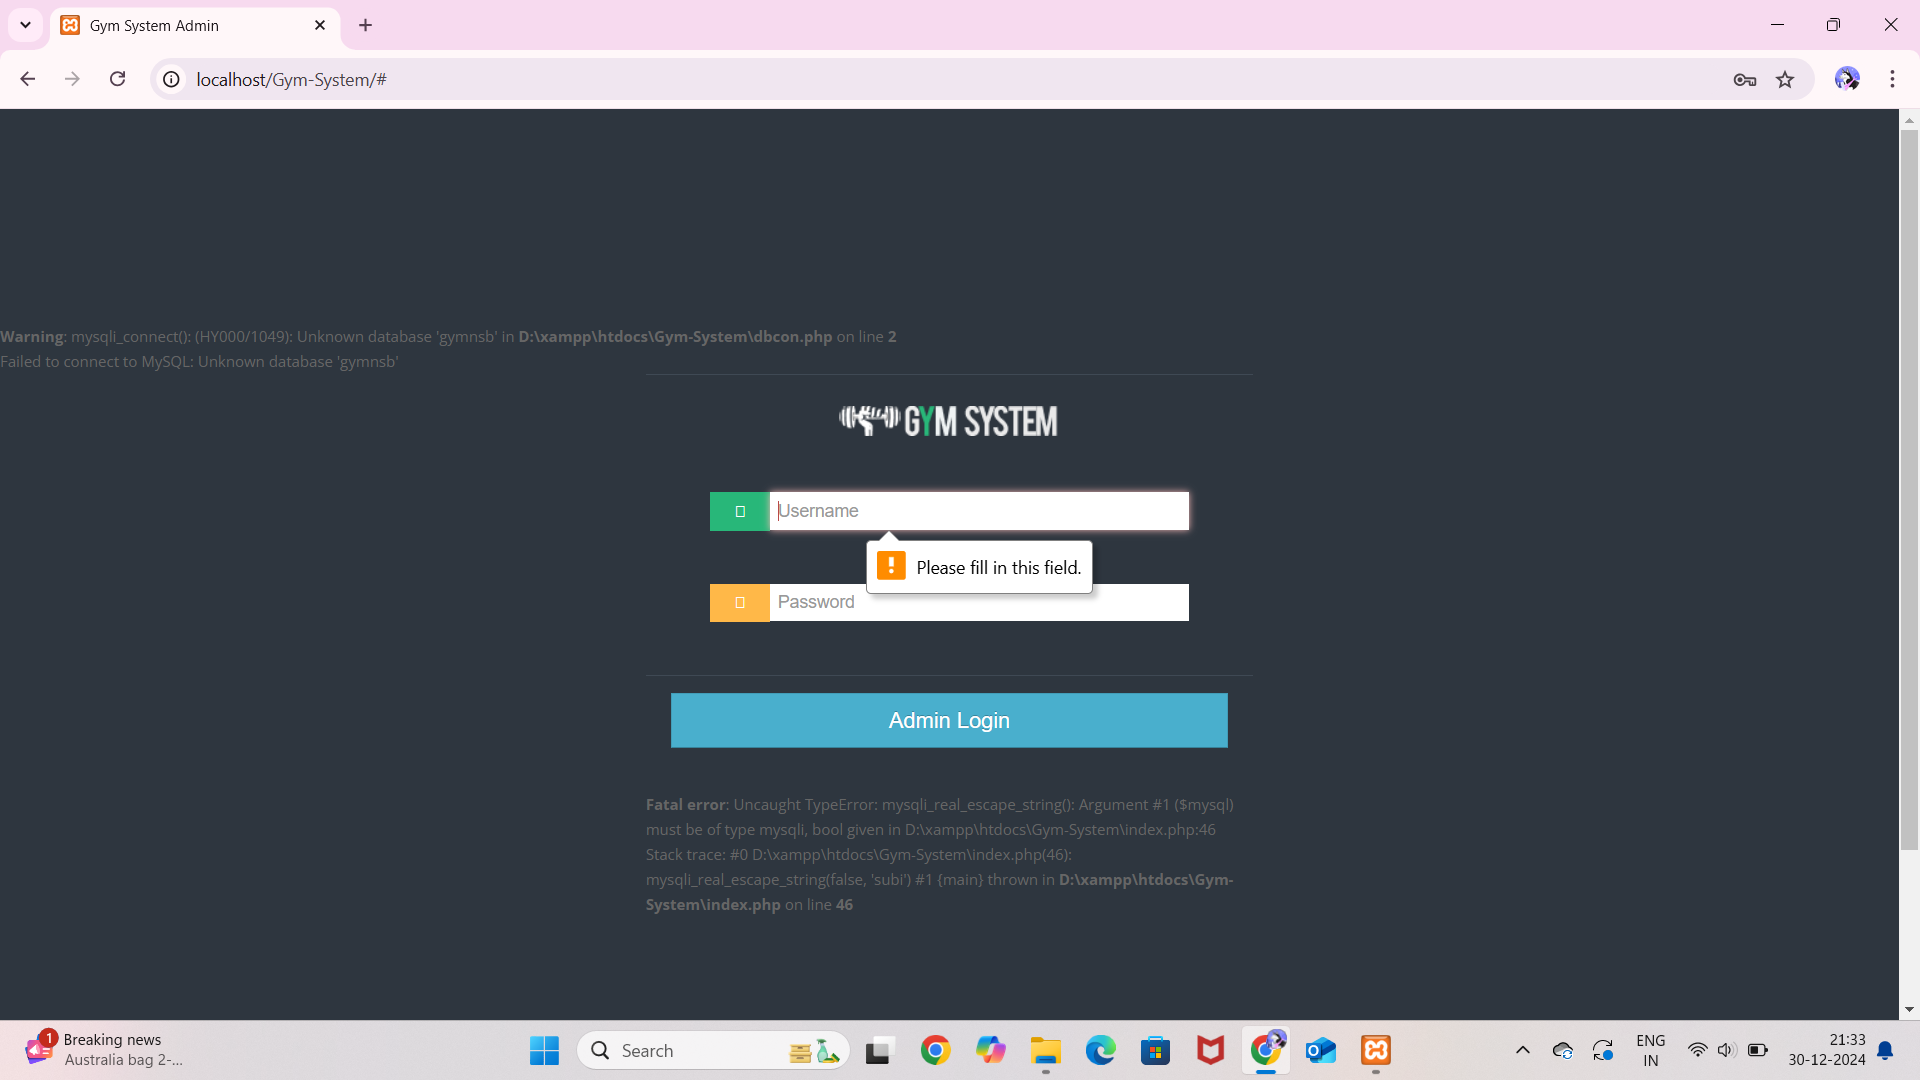 Gym System Admin
localhost/Gym-System/#
Warning: mysqli_connect(): (HY000/1049): Unknown database 'gymnsb' in D:\xampp\htdocs\Gym-System\dbcon.php on line 2
Failed to connect to MySQL: Unknown database 'gymnsb'
GYM SYSTEM
Username
Please fill in this field.
Password
Admin Login
Fatal error: Uncaught TypeError: mysqli_real_escape_string(): Argument #1 ($mysql)
must be of type mysqli, bool given in D:\xampp\htdocs\Gym-System\index.php:46
Stack trace: #0 D:\xampp\htdocs\Gym-System\index.php(46):
mysqli_real_escape_string(false, 'subi') #1 {main} thrown in D:\xampp\htdocs\Gym-
System\index.php on line 46
1
Breaking news
Australia bag 2-...
Search
ENG
IN
21:33
30-12-2024